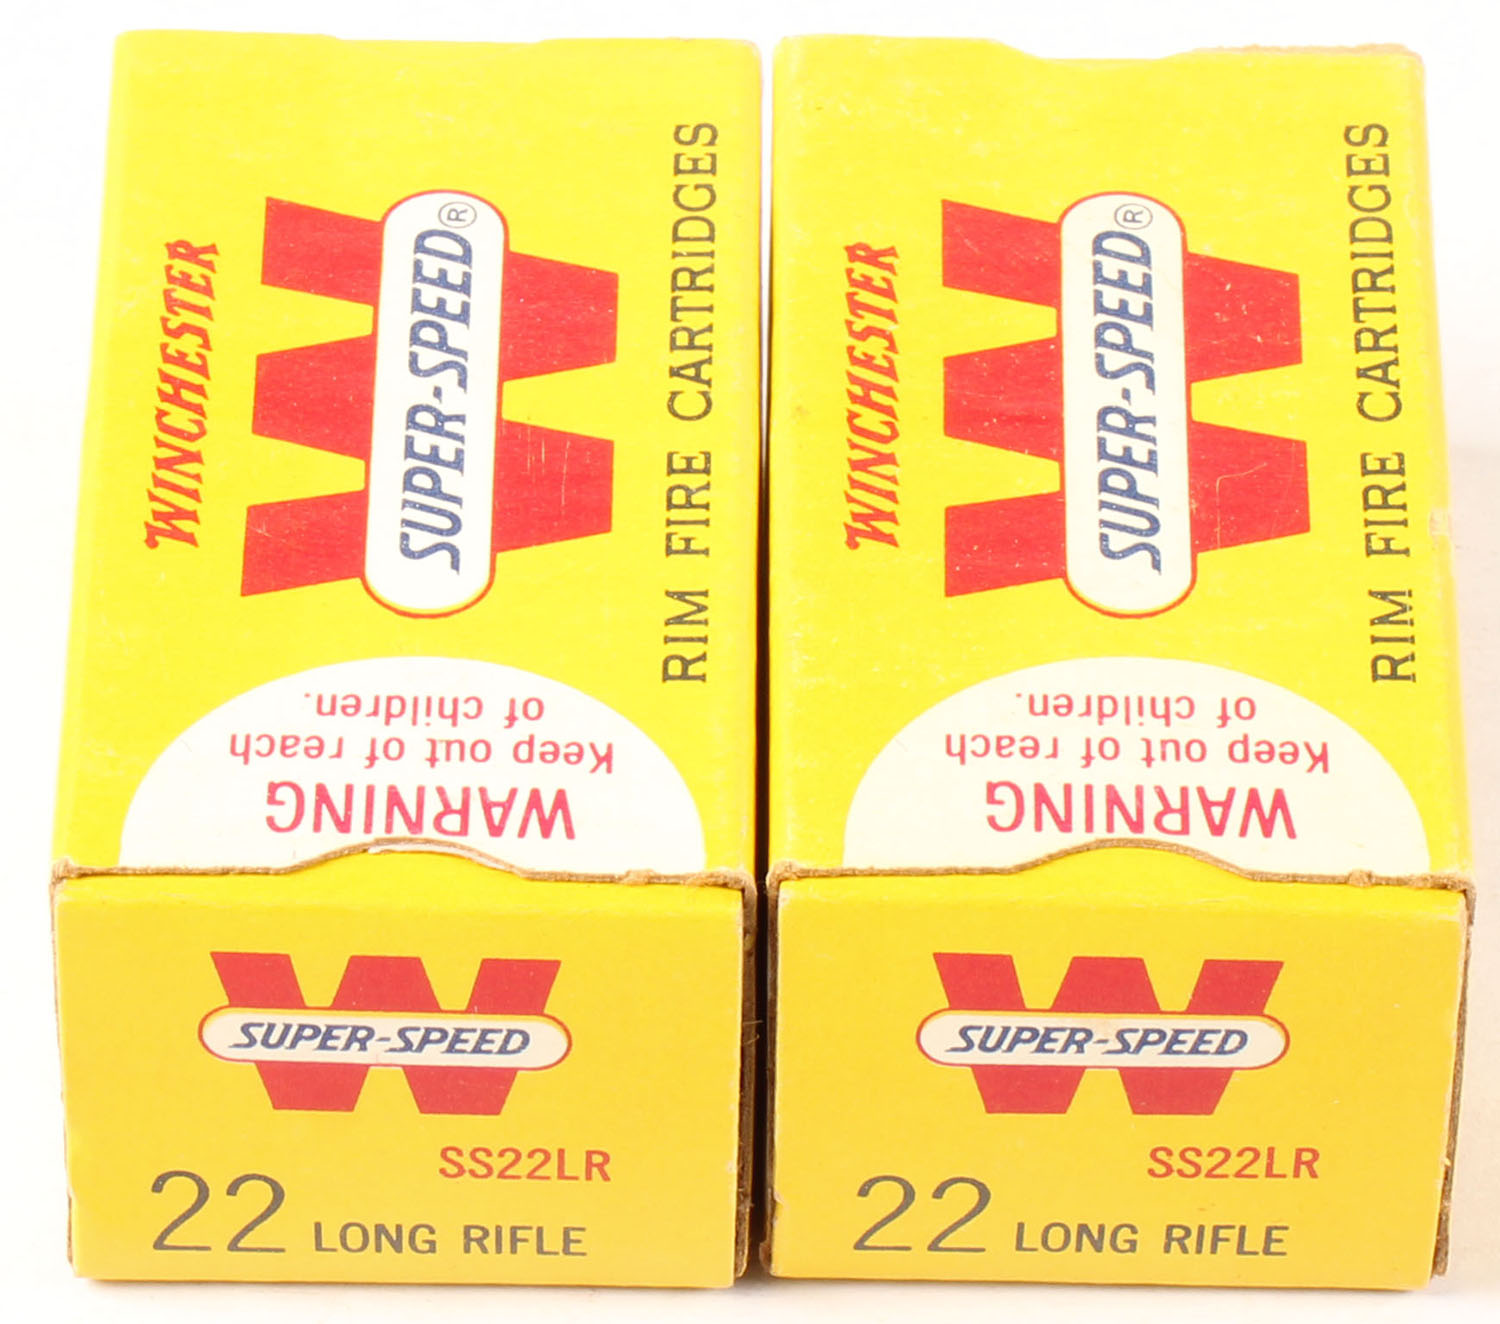 WINCHESTER
W
SUPER-SPEED®
RIM FIRE CARTRIDGES
WARNING
Keep out of reach
of children.
W
SUPER-SPEED
SS22LR
22 LONG RIFLE
WINCHESTER
W
SUPER-SPEED®
RIM FIRE CARTRIDGES
WARNING
Keep out of reach
of children.
W
SUPER-SPEED
SS22LR
22 LONG RIFLE